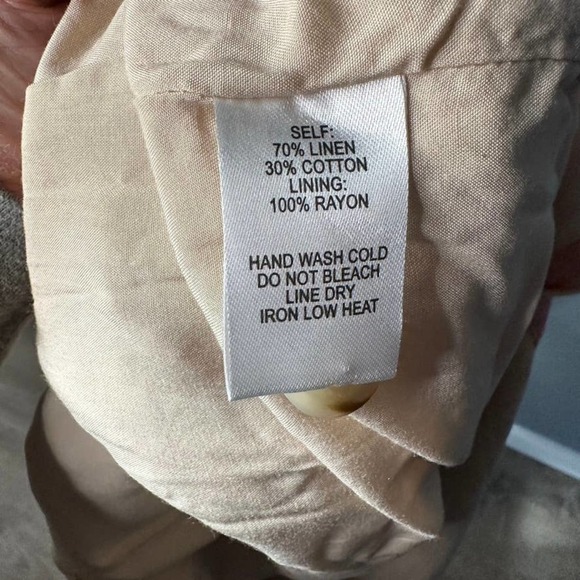 SELF:
70% LINEN
30% COTTON
LINING:
100% RAYON
HAND WASH COLD
DO NOT BLEACH
LINE DRY
IRON LOW HEAT